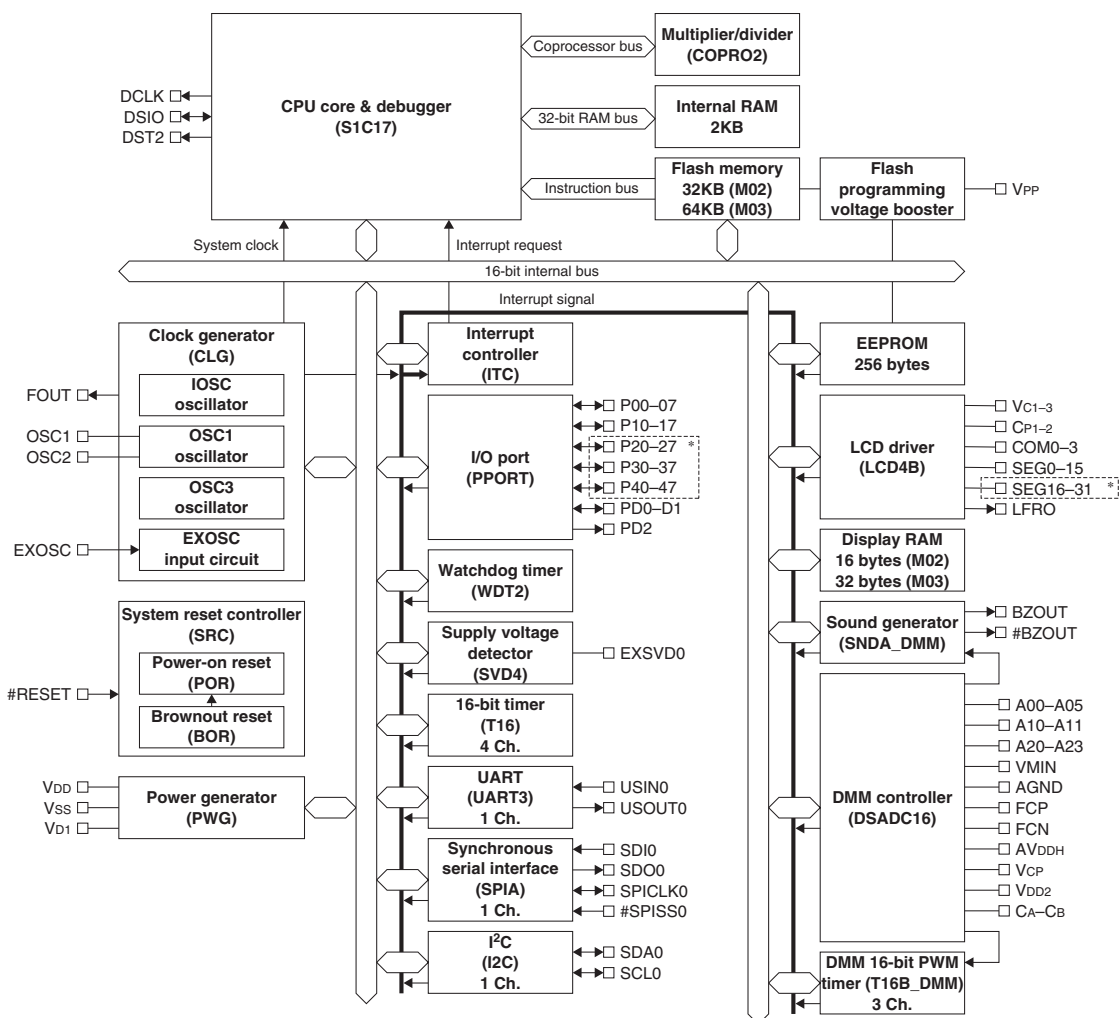 CPU core & debugger
(S1C17)
DCLK
DSIO
DST2
Coprocessor bus
Multiplier/divider
(COPRO2)
32-bit RAM bus
Internal RAM
2KB
Instruction bus
Flash memory
32KB (M02)
64KB (M03)
Flash
programming
voltage booster
VPP
System clock
Interrupt request
16-bit internal bus
Interrupt signal
Clock generator
(CLG)
IOSC
oscillator
OSC1
oscillator
OSC3
oscillator
EXOSC
input circuit
FOUT
OSC1
OSC2
EXOSC
System reset controller
(SRC)
Power-on reset
(POR)
Brownout reset
(BOR)
#RESET
Power generator
(PWG)
VDD
VSS
VD1
Interrupt
controller
(ITC)
I/O port
(PPORT)
P00–07
P10–17
P20–27 *
P30–37
P40–47
PD0–D1
PD2
Watchdog timer
(WDT2)
Supply voltage
detector
(SVD4)
EXSVD0
16-bit timer
(T16)
4 Ch.
UART
(UART3)
1 Ch.
USIN0
USOUT0
Synchronous
serial interface
(SPIA)
1 Ch.
SDI0
SDO0
SPICLK0
#SPISS0
I²C
(I2C)
1 Ch.
SDA0
SCL0
EEPROM
256 bytes
LCD driver
(LCD4B)
VC1–3
CP1–2
COM0–3
SEG0–15
SEG16–31 *
LFRO
Display RAM
16 bytes (M02)
32 bytes (M03)
Sound generator
(SNDA_DMM)
BZOUT
#BZOUT
DMM controller
(DSADC16)
A00–A05
A10–A11
A20–A23
VMIN
AGND
FCP
FCN
AVDDH
VCP
VDD2
CA–CB
DMM 16-bit PWM
timer (T16B_DMM)
3 Ch.